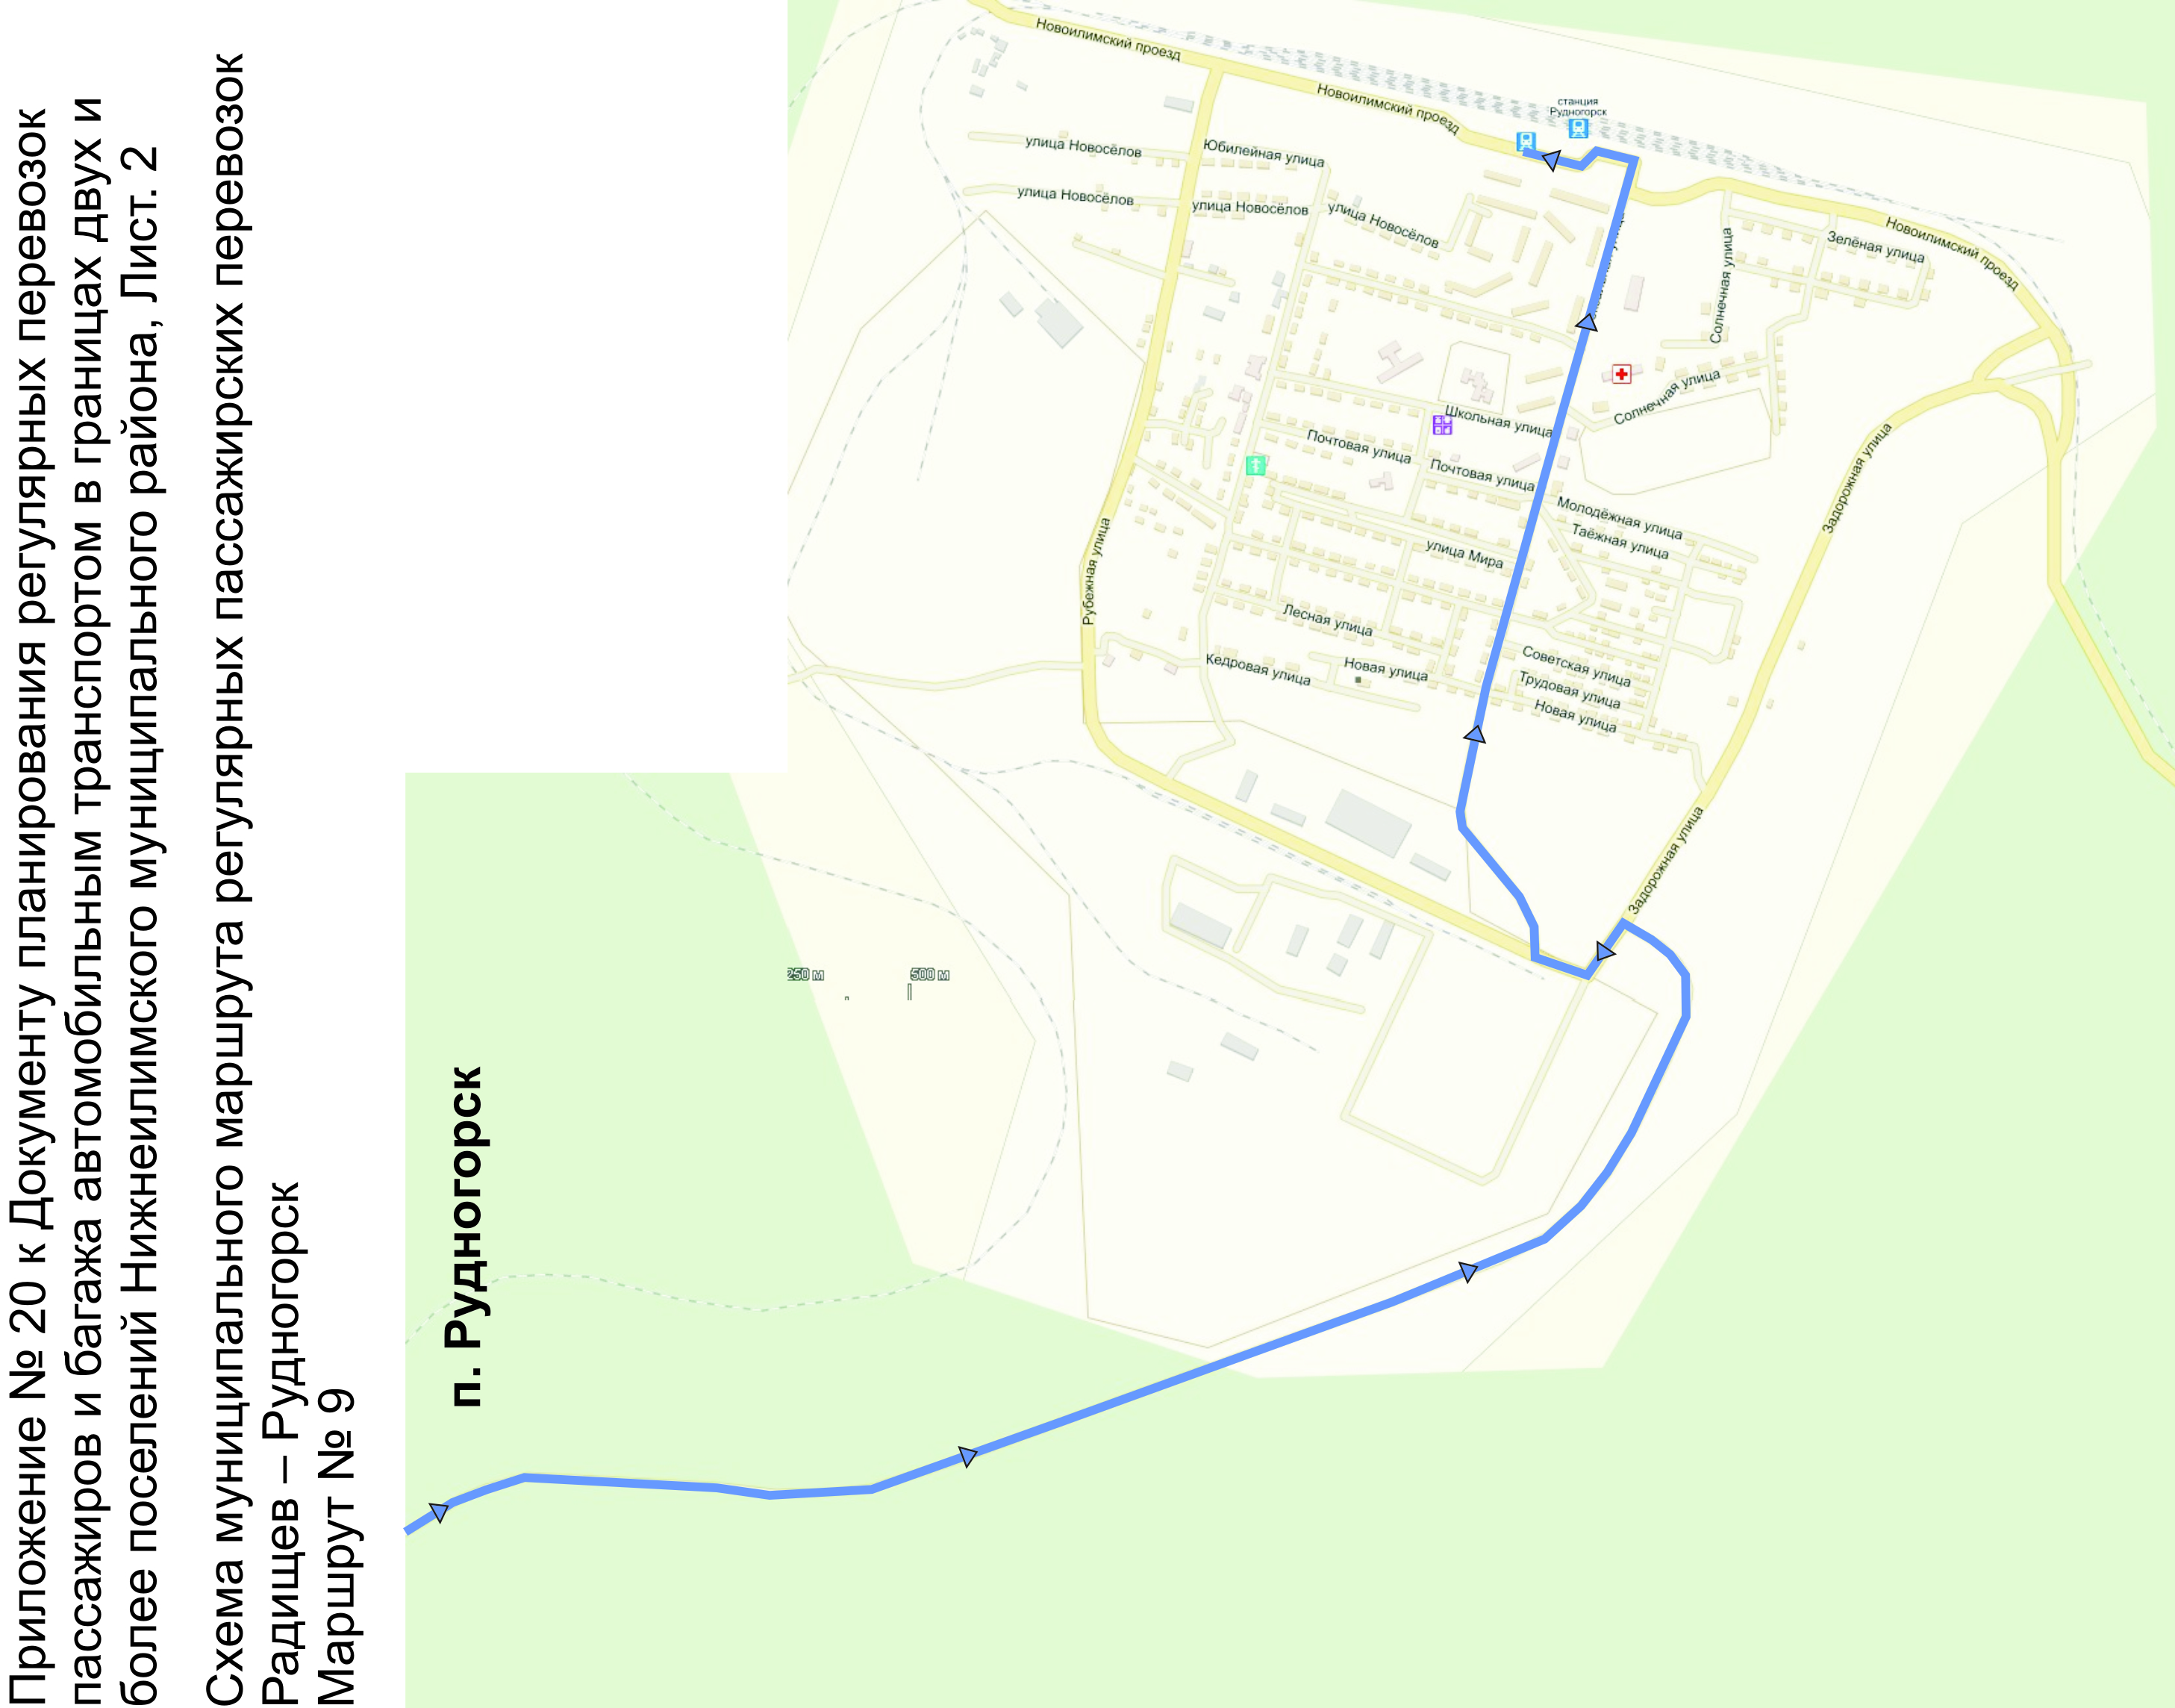 Приложение № 20 к Документу планирования регулярных перевозок
пассажиров и багажа автомобильным транспортом в границах двух и
более поселений Нижнеилимского муниципального района, Лист. 2
Схема муниципального маршрута регулярных пассажирских перевозок
Радищев – Рудногорск
Маршрут № 9
п. Рудногорск
Новоилимский проезд
Новоилимский проезд
станция
Рудногорск
улица Новосёлов
Юбилейная улица
улица Новосёлов
улица Новосёлов
улица Новосёлов
Новоилимский проезд
Зелёная улица
Солнечная улица
Солнечная улица
Школьная улица
Почтовая улица
Почтовая улица
Задорожная улица
Молодёжная улица
Таёжная улица
улица Мира
Рубежная улица
Лесная улица
Кедровая улица
Новая улица
Советская улица
Трудовая улица
Новая улица
Задорожная улица
250 м
500 м